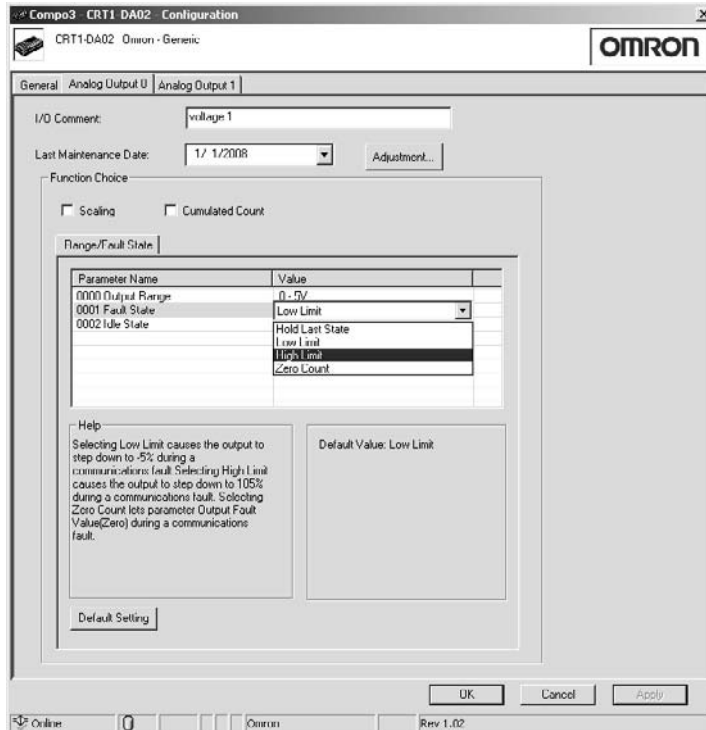 Compo3 - CRT1-DA02 - Configuration
CRT1-DA02 Omron - Generic
OMRON
General Analog Output 0 Analog Output 1
I/O Comment: voltage 1
Last Maintenance Date: 1/ 1/2008 Adjustment...
Function Choice
Scaling Cumulated Count
Range/Fault State
Parameter Name Value
0000 Output Range 0 - 5V
0001 Fault State Low Limit
0002 Idle State
Hold Last State
Low Limit
High Limit
Zero Count
Help
Selecting Low Limit causes the output to
step down to -5% during a
communications fault Selecting High Limit
causes the output to step down to 105%
during a communications fault. Selecting
Zero Count lets parameter Output Fault
Value(Zero) during a communications
fault.
Default Value: Low Limit
Default Setting
OK Cancel Apply
Online Omron Rev 1.02